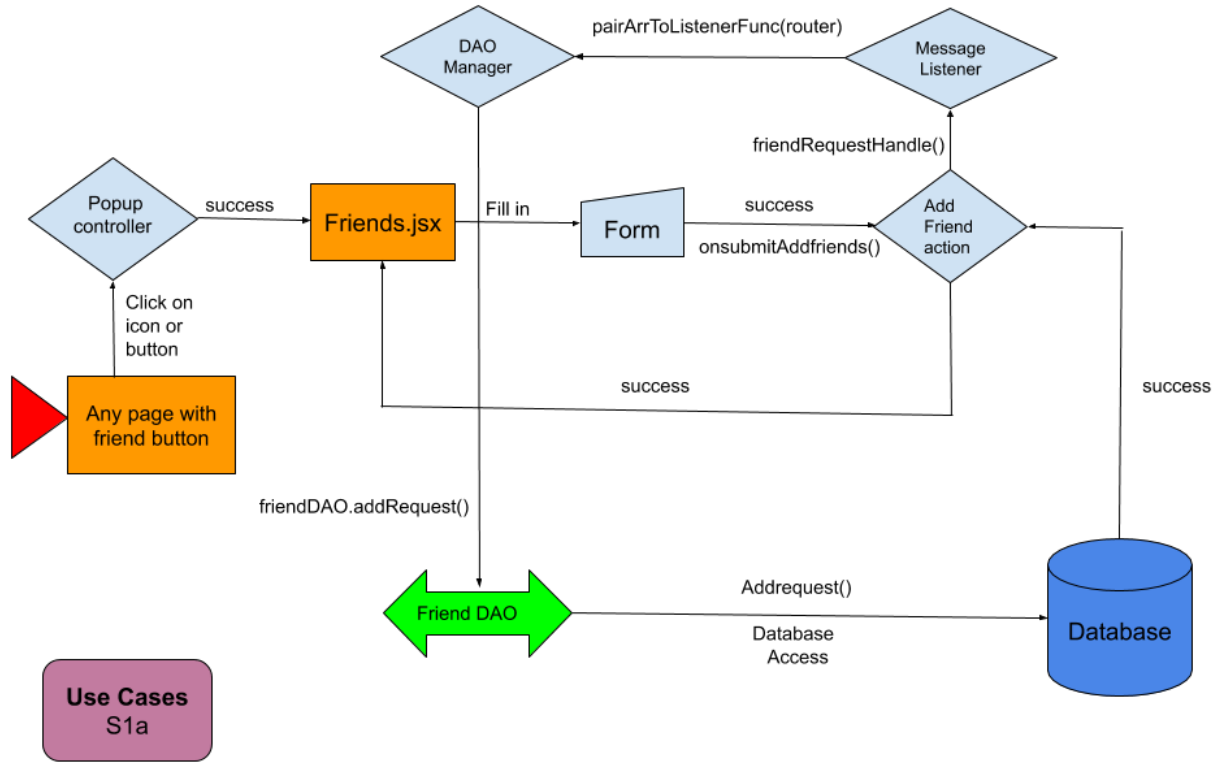 pairArrToListenerFunc(router)
DAO
Manager
Message
Listener
friendRequestHandle()
Popup
controller
success
Friends.jsx
Fill in
Form
success
onsubmitAddfriends()
Add
Friend
action
Click on
icon or
button
Any page with
friend button
success
success
friendDAO.addRequest()
Friend DAO
Addrequest()
Database
Access
Database
Use Cases
S1a